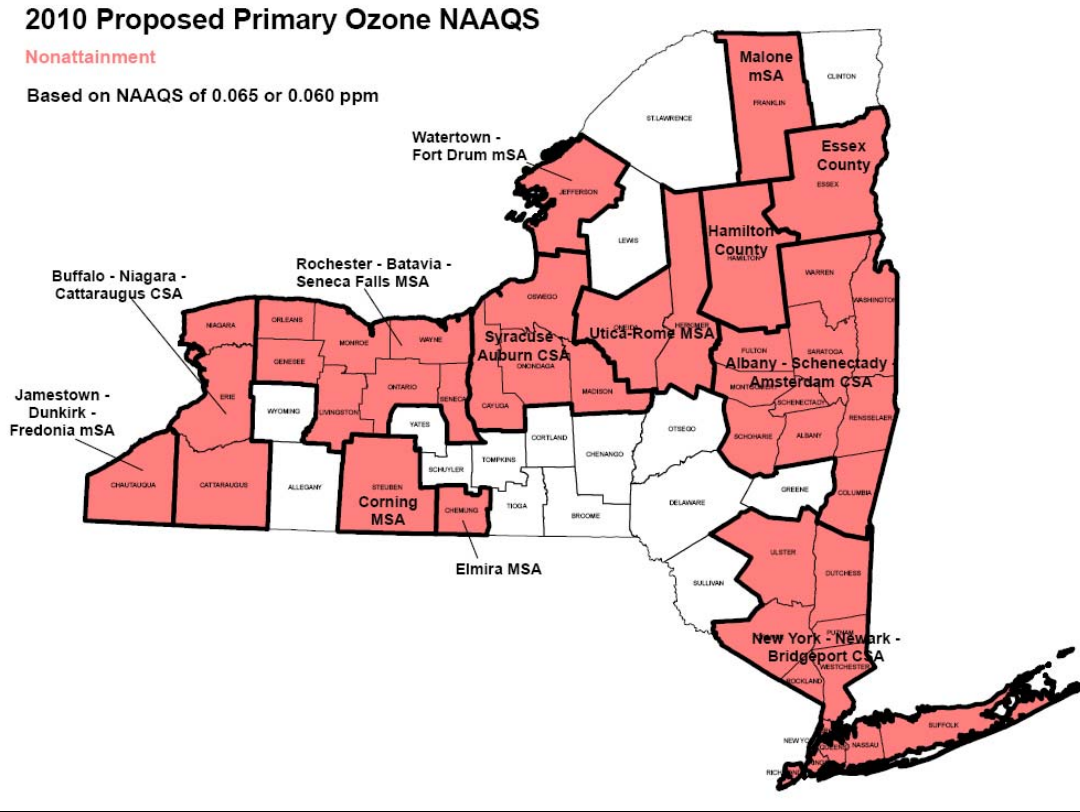 2010 Proposed Primary Ozone NAAQS
Nonattainment
Based on NAAQS of 0.065 or 0.060 ppm
Malone
mSA
FRANKLIN
CLINTON
ST.LAWRENCE
Watertown -
Fort Drum mSA
JEFFERSON
Essex
County
ESSEX
LEWIS
Hamilton
County
HAMILTON
WARREN
WASHINGTON
Buffalo - Niagara -
Cattaraugus CSA
Rochester - Batavia -
Seneca Falls MSA
OSWEGO
NIAGARA
ORLEANS
MONROE
WAYNE
GENESEE
Syracuse -
Auburn CSA
ONONDAGA
ONEIDA
HERKIMER
Utica-Rome MSA
FULTON
SARATOGA
Albany - Schenectady -
Amsterdam CSA
MONTGOMERY
SCHENECTADY
RENSSELAER
SCHOHARIE
ALBANY
ERIE
WYOMING
LIVINGSTON
ONTARIO
SENECA
YATES
CAYUGA
MADISON
Jamestown -
Dunkirk -
Fredonia mSA
CHAUTAUQUA
CATTARAUGUS
ALLEGANY
STEUBEN
Corning
MSA
SCHUYLER
CHEMUNG
TOMPKINS
CORTLAND
CHENANGO
OTSEGO
TIOGA
BROOME
DELAWARE
GREENE
COLUMBIA
Elmira MSA
ULSTER
DUTCHESS
SULLIVAN
PUTNAM
New York - Newark -
Bridgeport CSA
WESTCHESTER
ROCKLAND
SUFFOLK
NASSAU
QUEENS